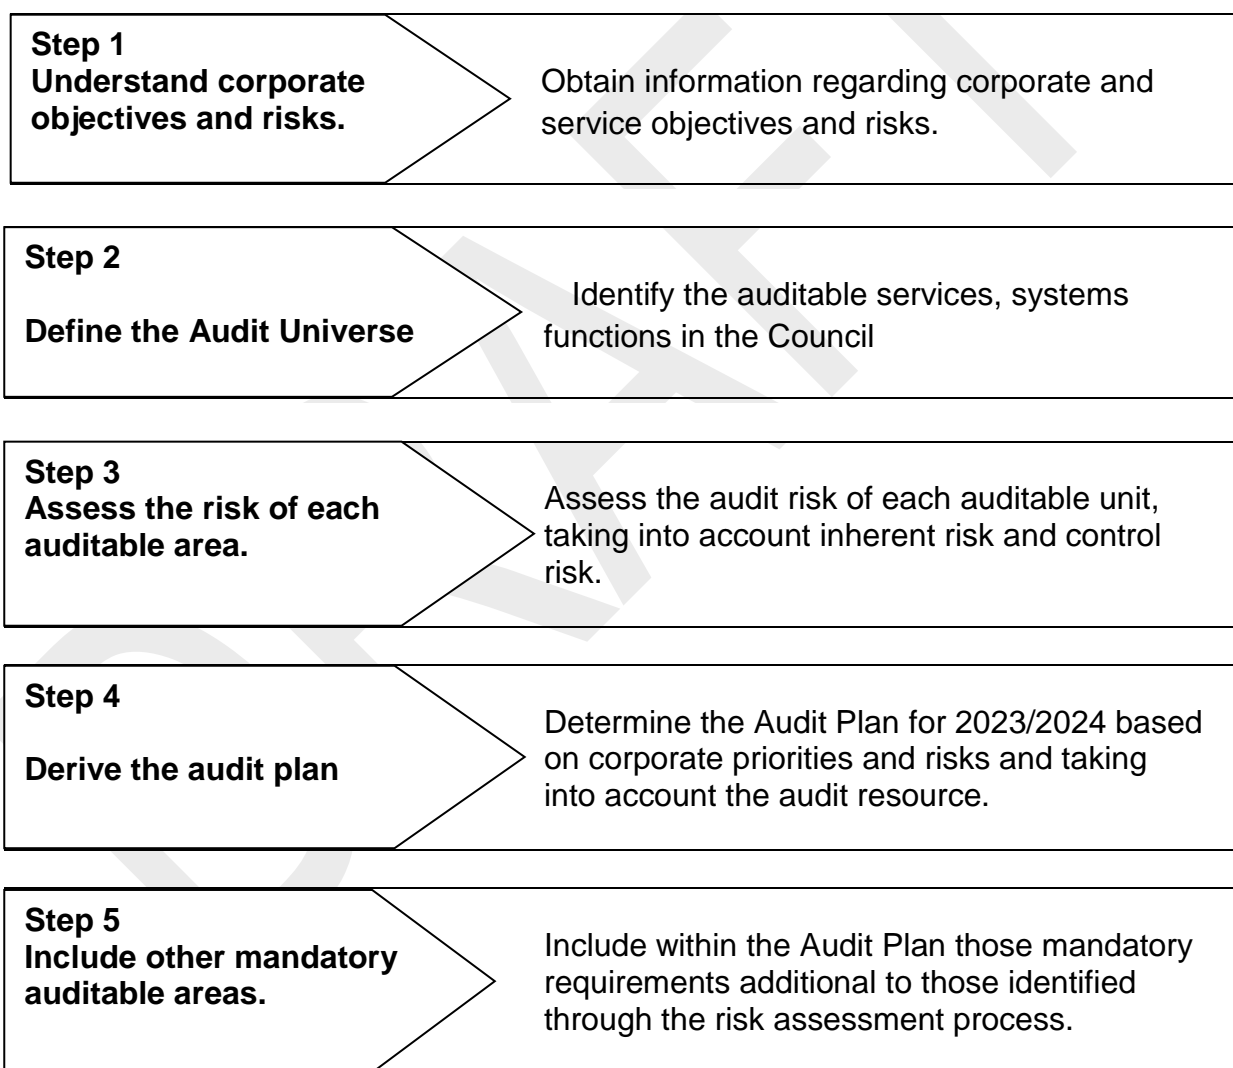 Step 1
Understand corporate
objectives and risks.
Obtain information regarding corporate and
service objectives and risks.
Step 2
Define the Audit Universe
Identify the auditable services, systems
functions in the Council
Step 3
Assess the risk of each
auditable area.
Assess the audit risk of each auditable unit,
taking into account inherent risk and control
risk.
Step 4
Derive the audit plan
Determine the Audit Plan for 2023/2024 based
on corporate priorities and risks and taking
into account the audit resource.
Step 5
Include other mandatory
auditable areas.
Include within the Audit Plan those mandatory
requirements additional to those identified
through the risk assessment process.
DRAFT